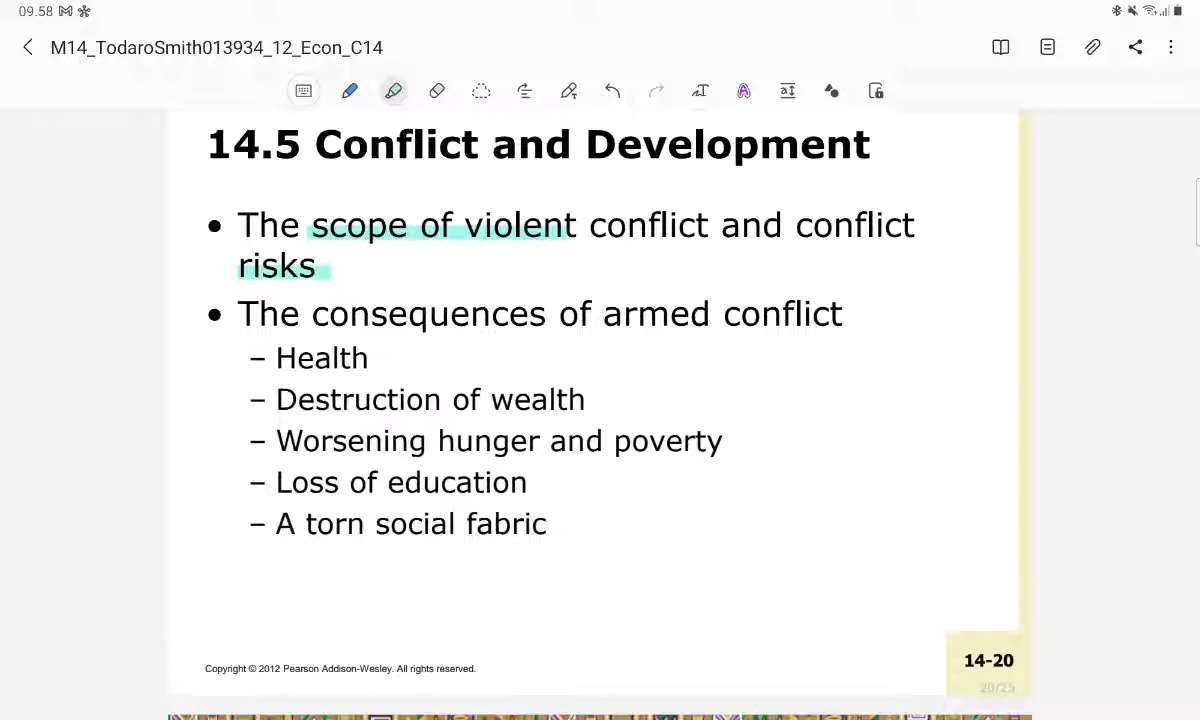 09.58
M14_TodaroSmith013934_12_Econ_C14
14.5 Conflict and Development
• The scope of violent conflict and conflict
risks
• The consequences of armed conflict
– Health
– Destruction of wealth
– Worsening hunger and poverty
– Loss of education
– A torn social fabric
Copyright © 2012 Pearson Addison-Wesley. All rights reserved.
14-20
20/25